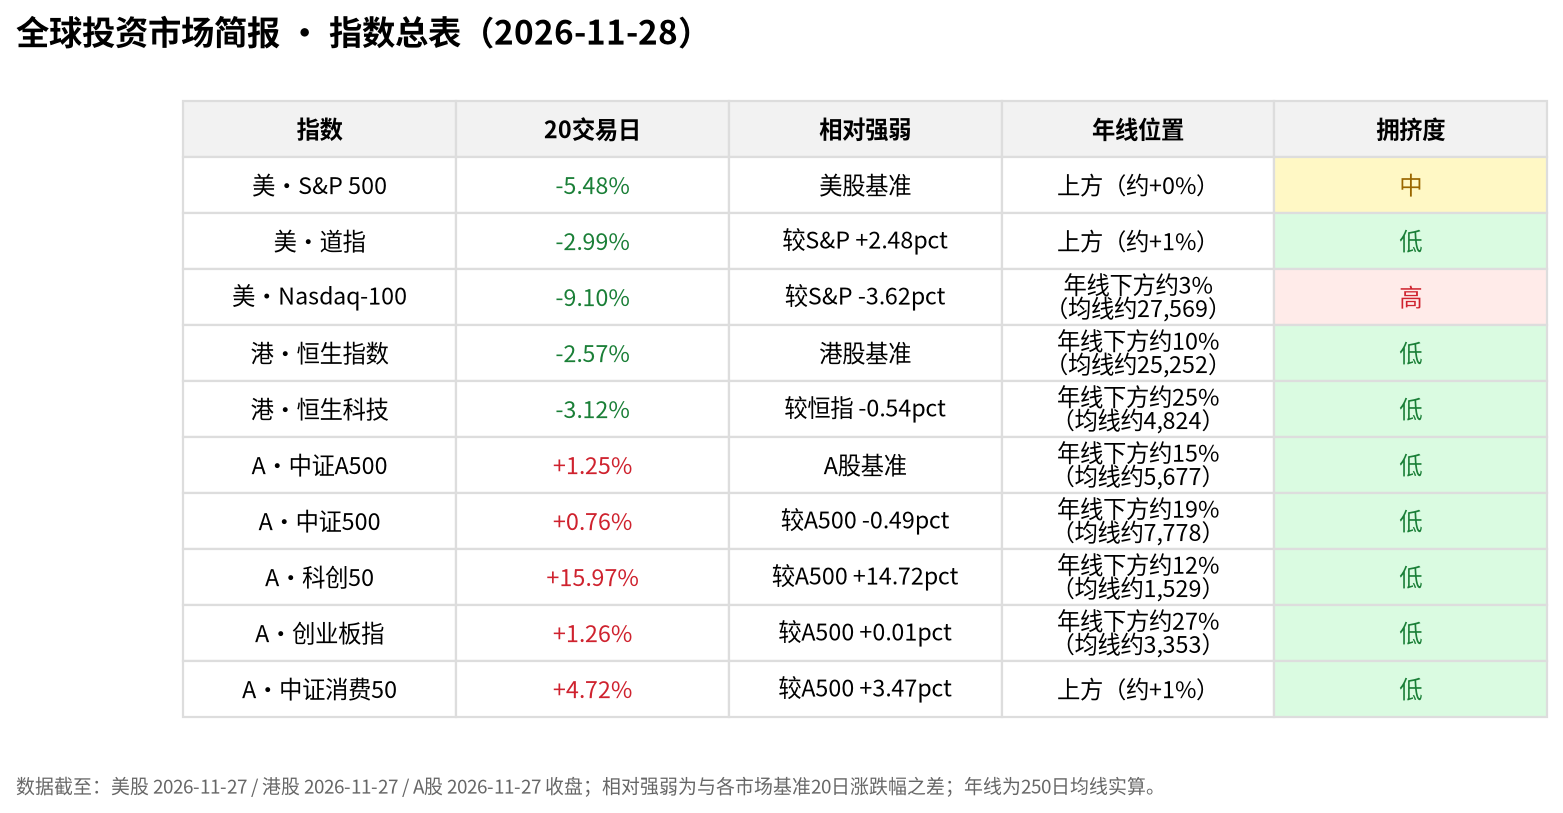 全球投资市场简报 · 指数总表（2026-11-28）
指数 20交易日 相对强弱 年线位置 拥挤度
美·S&P 500 -5.48% 美股基准 上方（约+0%） 中
美·道指 -2.99% 较S&P +2.48pct 上方（约+1%） 低
美·Nasdaq-100 -9.10% 较S&P -3.62pct 年线下方约3%
（均线约27,569） 高
港·恒生指数 -2.57% 港股基准 年线下方约10%
（均线约25,252） 低
港·恒生科技 -3.12% 较恒指 -0.54pct 年线下方约25%
（均线约4,824） 低
A·中证A500 +1.25% A股基准 年线下方约15%
（均线约5,677） 低
A·中证500 +0.76% 较A500 -0.49pct 年线下方约19%
（均线约7,778） 低
A·科创50 +15.97% 较A500 +14.72pct 年线下方约12%
（均线约1,529） 低
A·创业板指 +1.26% 较A500 +0.01pct 年线下方约27%
（均线约3,353） 低
A·中证消费50 +4.72% 较A500 +3.47pct 上方（约+1%） 低
数据截至：美股 2026-11-27 / 港股 2026-11-27 / A股 2026-11-27 收盘；相对强弱为与各市场基准20日涨跌幅之差；年线为250日均线实算。